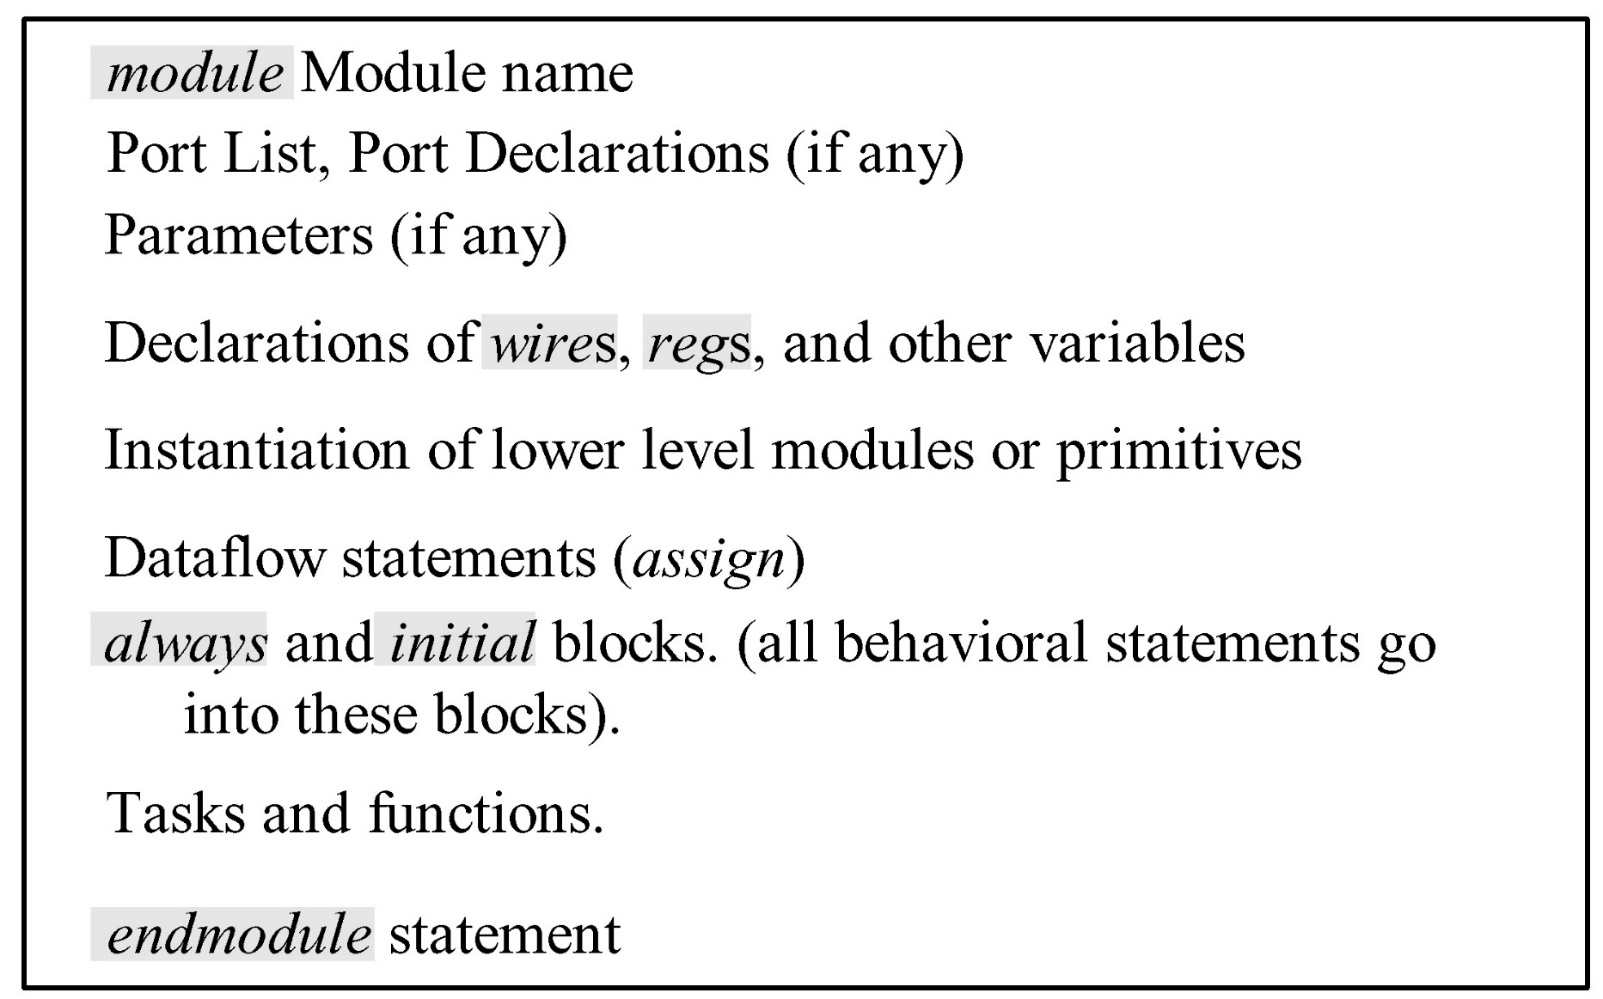 module Module name
Port List, Port Declarations (if any)
Parameters (if any)
Declarations of wires, regs, and other variables
Instantiation of lower level modules or primitives
Dataflow statements (assign)
always and initial blocks. (all behavioral statements go
into these blocks).
Tasks and functions.
endmodule statement